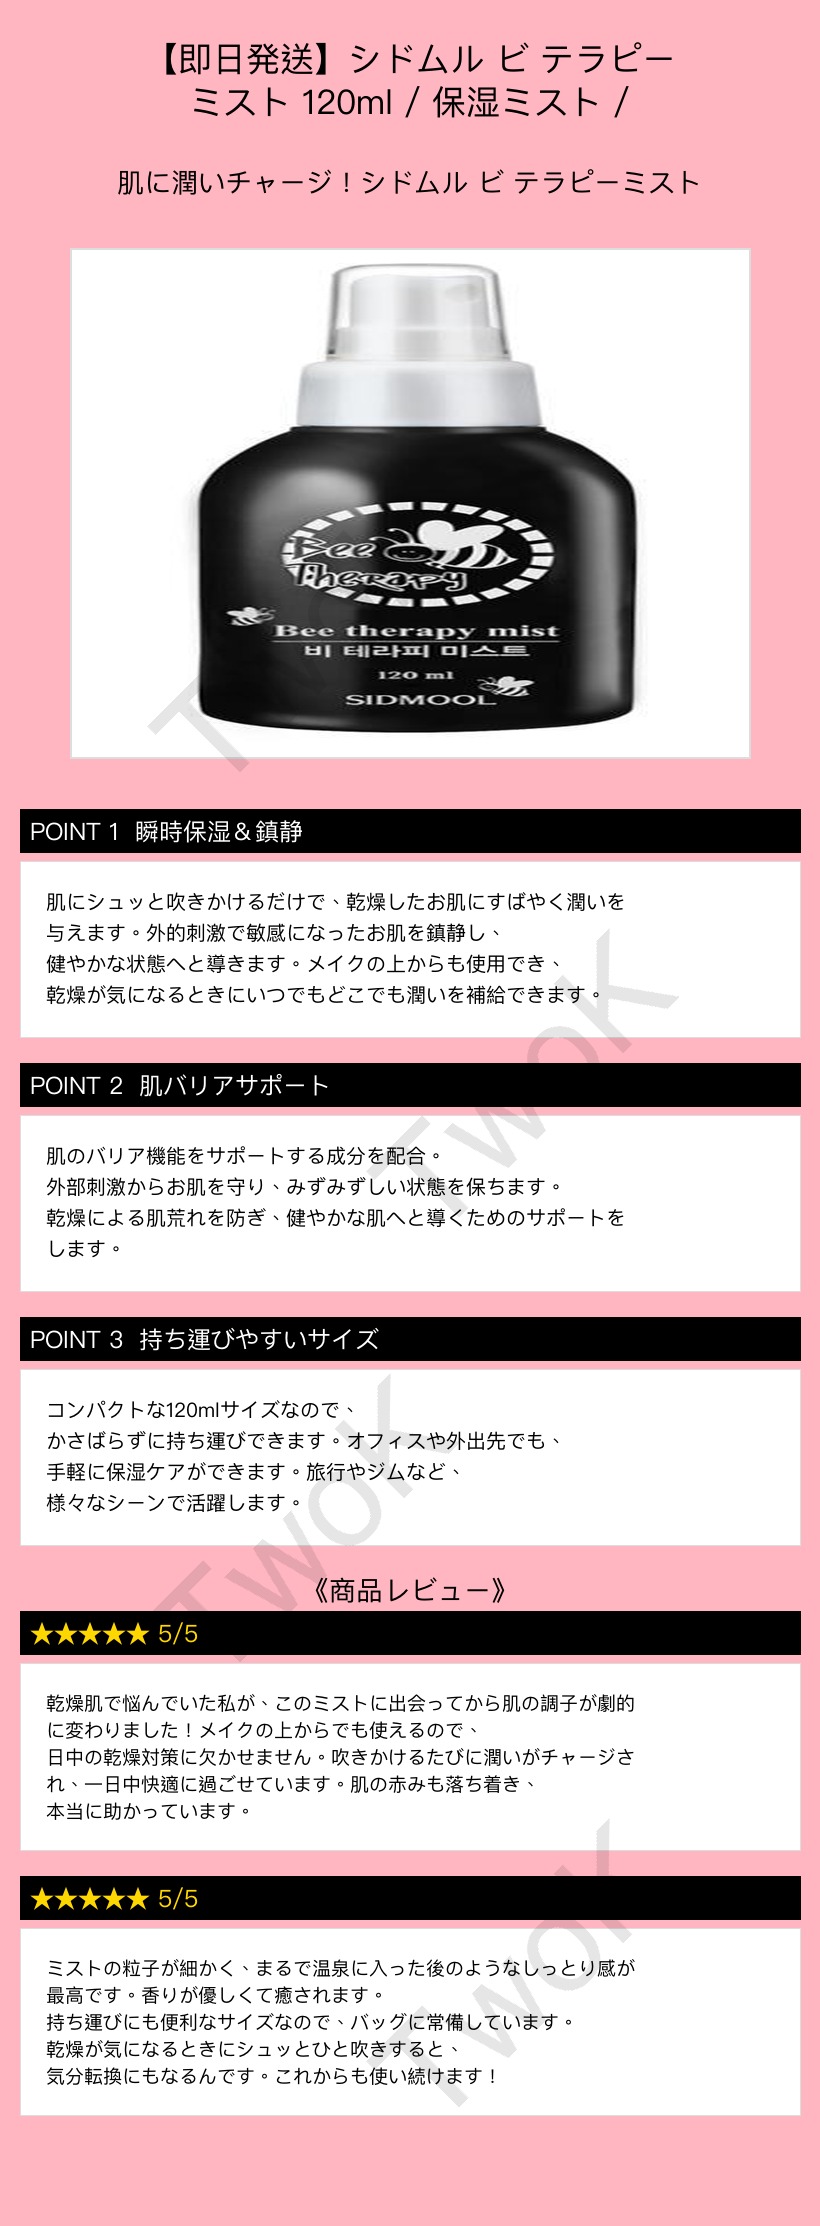 【即日発送】シドムル ビ テラピー
ミスト 120ml / 保湿ミスト /
肌に潤いチャージ！シドムル ビ テラピーミスト
Bee
Therapy
Bee therapy mist
비 테라피 미스트
120 ml
SIDMOOL
POINT 1 瞬時保湿＆鎮静
肌にシュッと吹きかけるだけで、乾燥したお肌にすばやく潤いを
与えます。外的刺激で敏感になったお肌を鎮静し、
健やかな状態へと導きます。メイクの上からも使用でき、
乾燥が気になるときにいつでもどこでも潤いを補給できます。
TwoK
POINT 2 肌バリアサポート
肌のバリア機能をサポートする成分を配合。
外部刺激からお肌を守り、みずみずしい状態を保ちます。
乾燥による肌荒れを防ぎ、健やかな肌へと導くためのサポートを
します。
POINT 3 持ち運びやすいサイズ
コンパクトな120mlサイズなので、
かさばらずに持ち運びできます。オフィスや外出先でも、
手軽に保湿ケアができます。旅行やジムなど、
様々なシーンで活躍します。
TwoK
《商品レビュー》
★★★★★ 5/5
乾燥肌で悩んでいた私が、このミストに出会ってから肌の調子が劇的
に変わりました！メイクの上からでも使えるので、
日中の乾燥対策に欠かせません。吹きかけるたびに潤いがチャージさ
れ、一日中快適に過ごせています。肌の赤みも落ち着き、
本当に助かっています。
★★★★★ 5/5
ミストの粒子が細かく、まるで温泉に入った後のようなしっとり感が
最高です。香りが優しくて癒されます。
持ち運びにも便利なサイズなので、バッグに常備しています。
乾燥が気になるときにシュッとひと吹きすると、
気分転換にもなるんです。これからも使い続けます！
TwoK